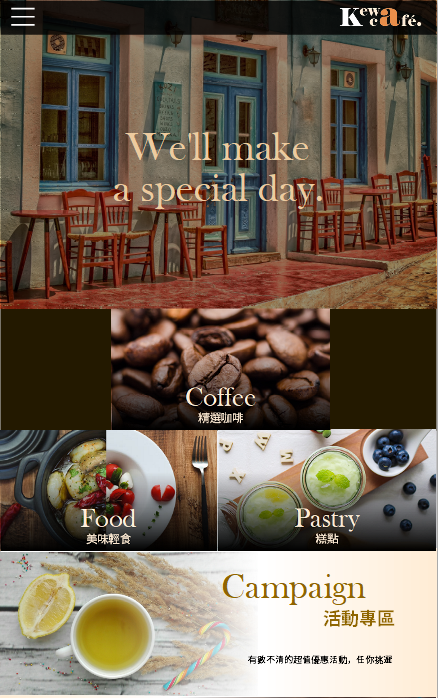 Kewcafé.
We'll make
a special day.
Coffee
精選咖啡
Food
美味輕食
Pastry
糕點
Campaign
活動專區
有數不清的超值優惠活動，任你挑選